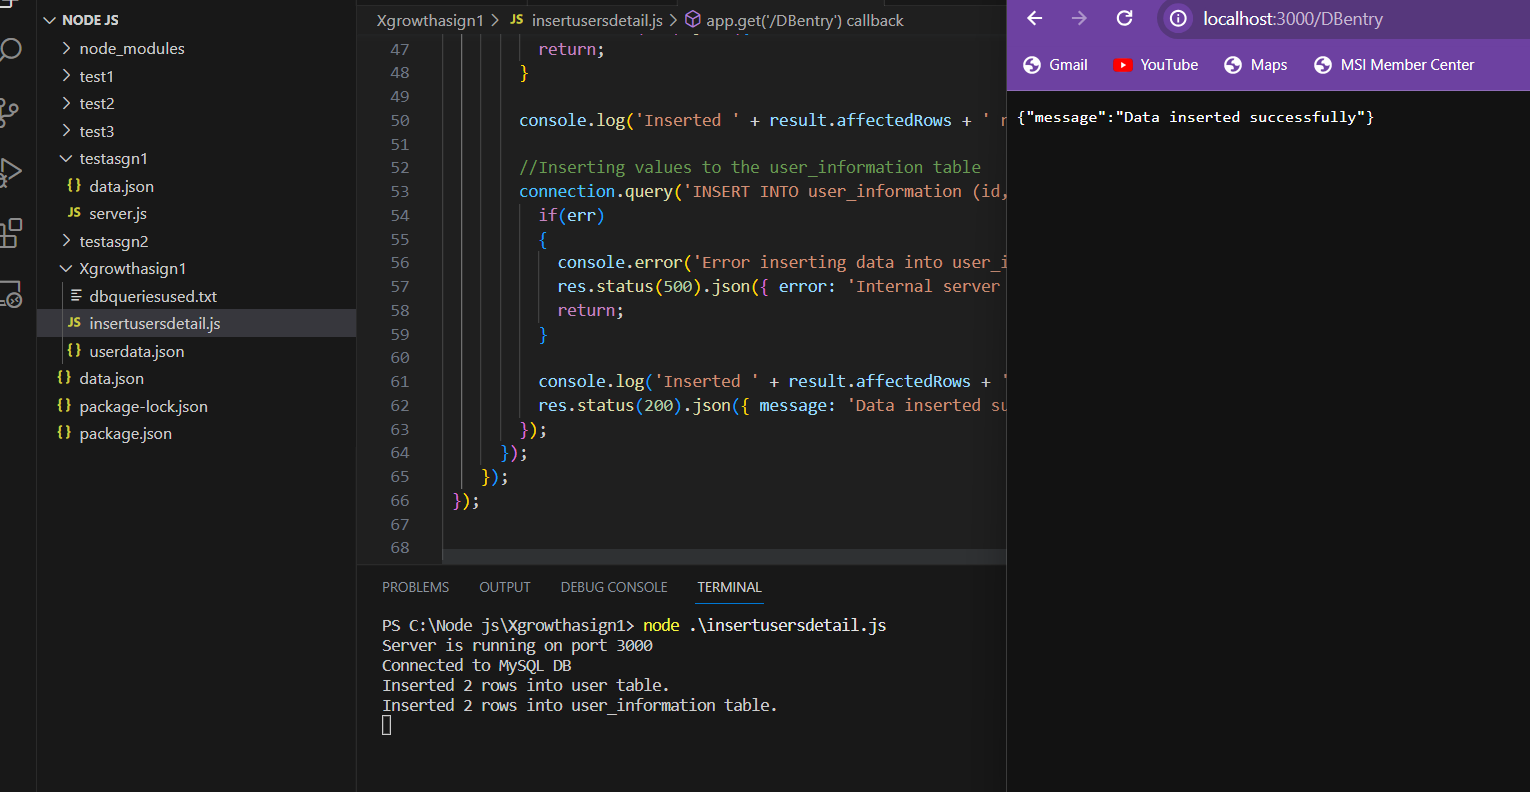 NODE JS
node_modules
test1
test2
test3
testasgn1
data.json
JS server.js
testasgn2
Xgrowthasign1
dbqueriesused.txt
JS insertusersdetail.js
userdata.json
data.json
package-lock.json
package.json
Xgrowthasign1 > JS insertusersdetail.js > app.get('/DBentry') callback
47 return;
48 }
49
50 console.log('Inserted ' + result.affectedRows + '
51
52 //Inserting values to the user_information table
53 connection.query('INSERT INTO user_information (id,
54 if(err)
55 {
56 console.error('Error inserting data into
57 res.status(500).json({ error: 'Internal server
58 return;
59 }
60
61 console.log('Inserted ' + result.affectedRows + '
62 res.status(200).json({ message: 'Data inserted
63 });
64 });
65 });
66 });
67
68
PROBLEMS OUTPUT DEBUG CONSOLE TERMINAL
PS C:\Node js\Xgrowthasign1> node .\insertusersdetail.js
Server is running on port 3000
Connected to MySQL DB
Inserted 2 rows into user table.
Inserted 2 rows into user_information table.
localhost:3000/DBentry
Gmail YouTube Maps MSI Member Center
{"message":"Data inserted successfully"}